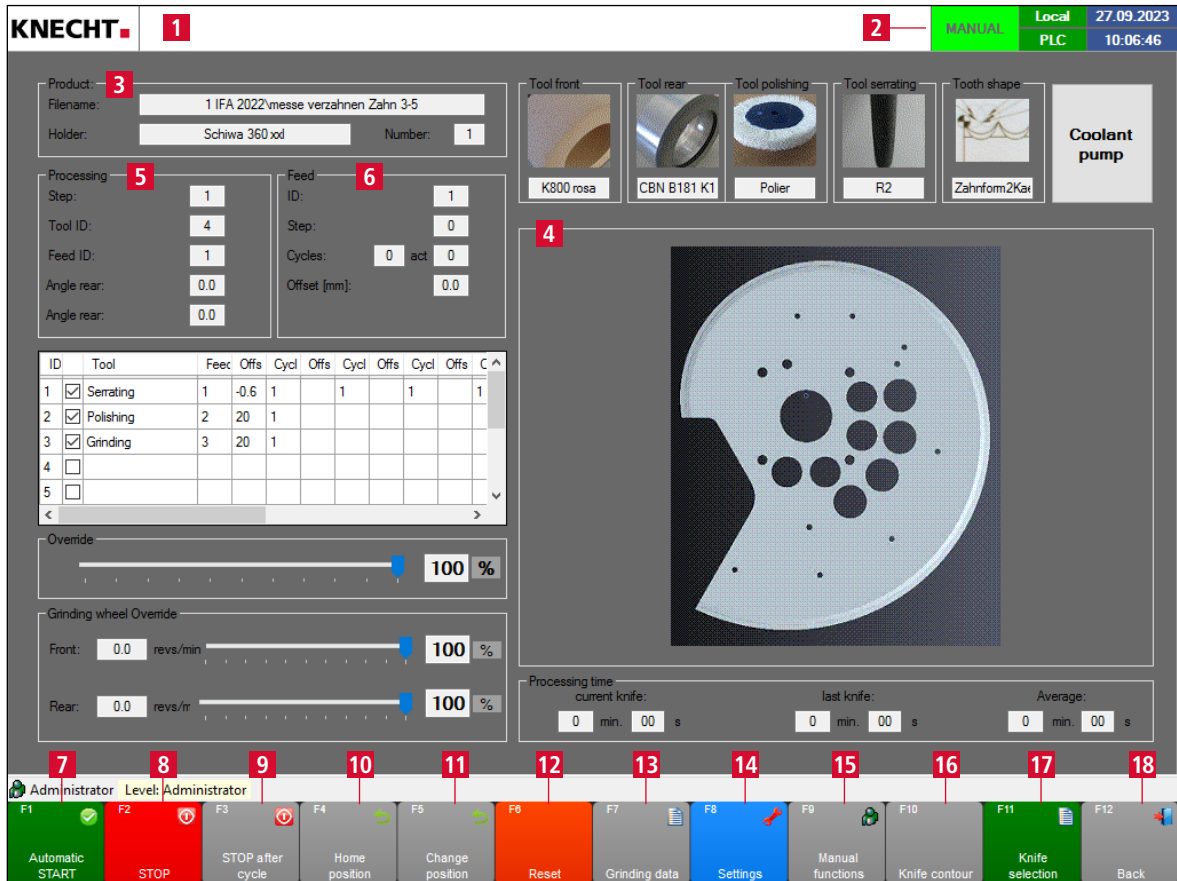 KNECHT
1
2
MANUAL
Local
27.09.2023
PLC
10:06:46
Product:
3
Filename:
1 IFA 2022\messe verzahnen Zahn 3-5
Holder:
Schiwa 360 xxl
Number:
1
Tool front
K800 rosa
Tool rear
CBN B181 K1
Tool polishing
Polier
Tool serrating
R2
Tooth shape
Zahnform2Kae
Coolant
pump
Processing
5
Step:
1
Tool ID:
4
Feed ID:
1
Angle rear:
0.0
Angle rear:
0.0
Feed
6
ID:
1
Step:
0
Cycles:
0 act 0
Offset [mm]:
0.0
4
ID Tool Feec Offs Cycl Offs Cycl Offs Cycl Offs C
1 Serrating 1 -0.6 1 1 1 1
2 Polishing 2 20 1
3 Grinding 3 20 1
4
5
Override
100 %
Grinding wheel Override
Front: 0.0 revs/min 100 %
Rear: 0.0 revs/m 100 %
Processing time
current knife:
0 min. 00 s
last knife:
0 min. 00 s
Average:
0 min. 00 s
7
8
9
10
11
12
13
14
15
16
17
18
Administrator Level: Administrator
F1
Automatic
START
F2
STOP
F3
STOP after
cycle
F4
Home
position
F5
Change
position
F6
Reset
F7
Grinding data
F8
Settings
F9
Manual
functions
F10
Knife contour
F11
Knife
selection
F12
Back